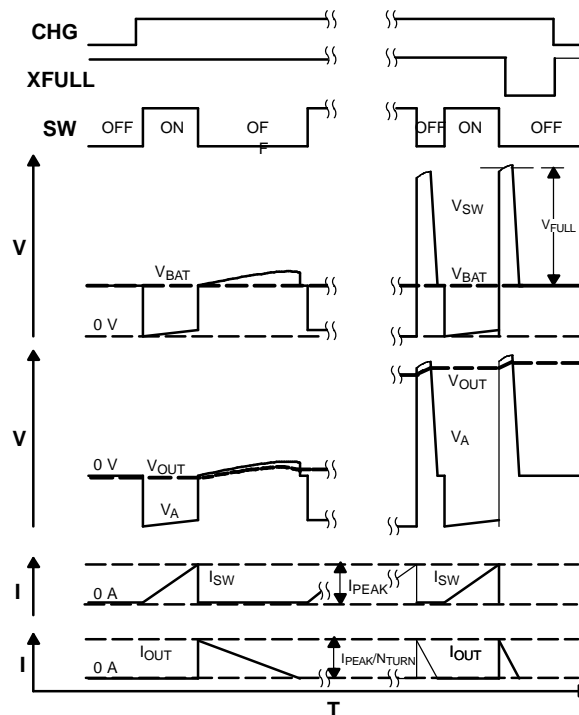 CHG
XFULL
SW OFF ON OF
F
OFF ON OFF
V
VSW
VFULL
VBAT
VBAT
0 V
V
VOUT
0 V
VOUT
VA
VA
I
ISW
IPEAK
ISW
0 A
I
IOUT
IPEAK/NTURN
IOUT
0 A
T